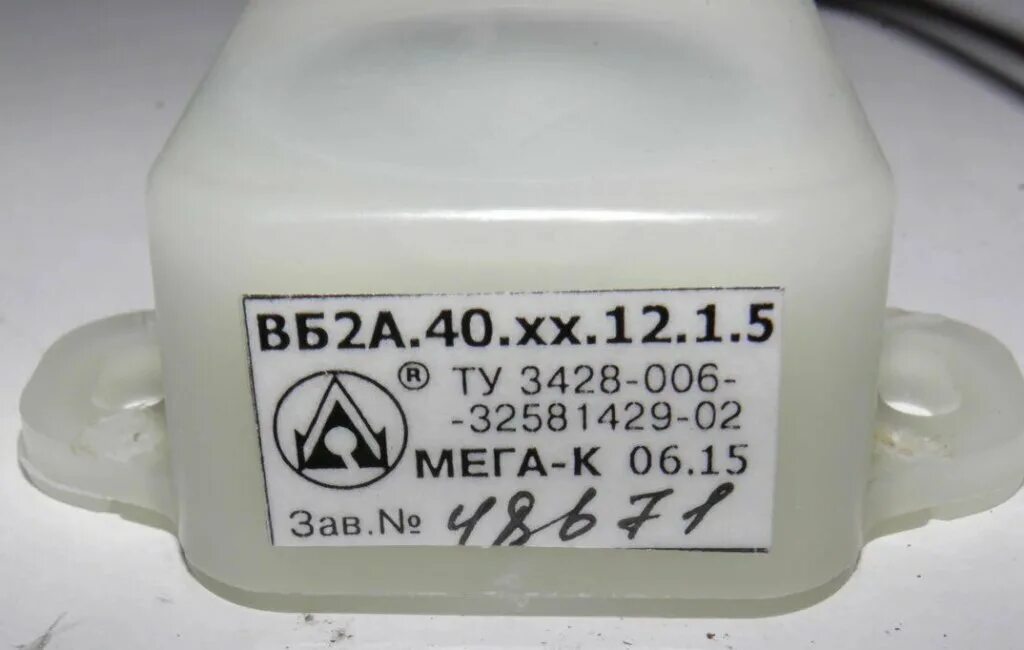 ВБ2А.40.хх.12.1.5
® ТУ 3428-006-
-32581429-02
МЕГА-К 06.15
Зав.№ 48671